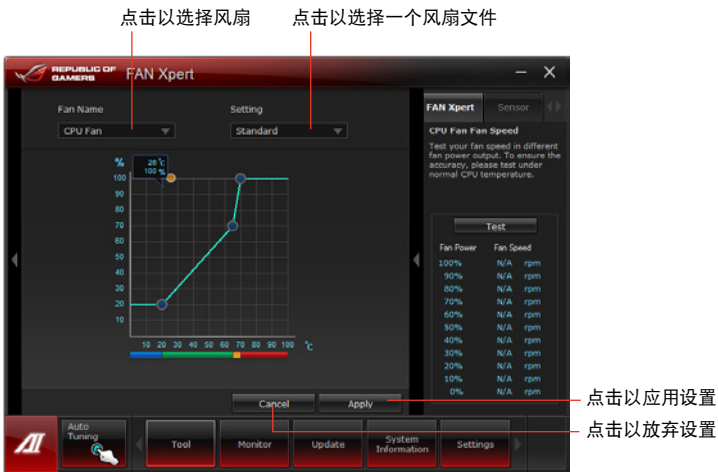 点击以选择风扇
点击以选择一个风扇文件
REPUBLIC OF
GAMERS
FAN Xpert
Fan Name
Setting
CPU Fan
Standard
%
28 °c
100 %
100
90
80
70
60
50
40
30
20
10
10 20 30 40 50 60 70 80 90 100 °c
FAN Xpert
Sensor
CPU Fan Fan Speed
Test your fan speed in different
fan power output. To ensure the
accuracy, please test under
normal CPU temperature.
Test
Fan Power Fan Speed
100% N/A rpm
90% N/A rpm
80% N/A rpm
70% N/A rpm
60% N/A rpm
50% N/A rpm
40% N/A rpm
30% N/A rpm
20% N/A rpm
10% N/A rpm
0% N/A rpm
Cancel
Apply
点击以应用设置
点击以放弃设置
AI
Auto
Tuning
Tool
Monitor
Update
System
Information
Settings